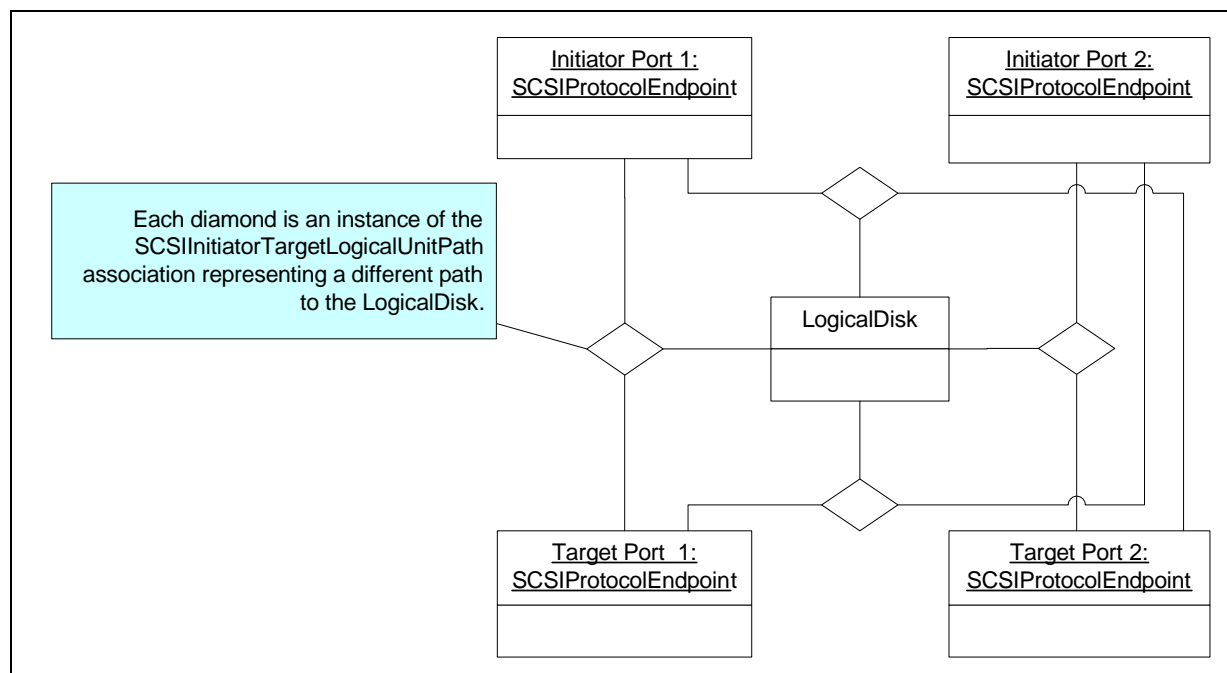 Initiator Port 1:
SCSIProtocolEndpoint
Initiator Port 2:
SCSIProtocolEndpoint
Each diamond is an instance of the
SCSIInitiatorTargetLogicalUnitPath
association representing a different path
to the LogicalDisk.
LogicalDisk
Target Port  1:
SCSIProtocolEndpoint
Target Port 2:
SCSIProtocolEndpoint